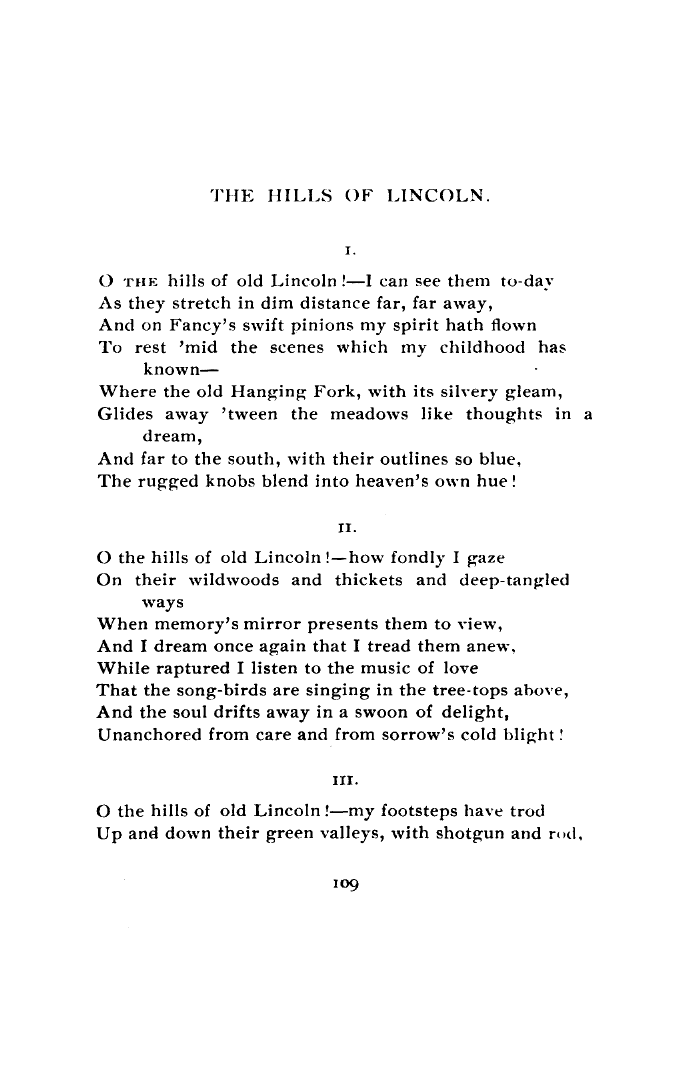 THE HILLS OF LINCOLN.
I.
O THE hills of old Lincoln!—I can see them to-day
As they stretch in dim distance far, far away,
And on Fancy's swift pinions my spirit hath flown
To rest 'mid the scenes which my childhood has
known—
Where the old Hanging Fork, with its silvery gleam,
Glides away 'tween the meadows like thoughts in a
dream,
And far to the south, with their outlines so blue,
The rugged knobs blend into heaven's own hue!
II.
O the hills of old Lincoln!—how fondly I gaze
On their wildwoods and thickets and deep-tangled
ways
When memory's mirror presents them to view,
And I dream once again that I tread them anew,
While raptured I listen to the music of love
That the song-birds are singing in the tree-tops above,
And the soul drifts away in a swoon of delight,
Unanchored from care and from sorrow's cold blight!
III.
O the hills of old Lincoln!—my footsteps have trod
Up and down their green valleys, with shotgun and rod,
109